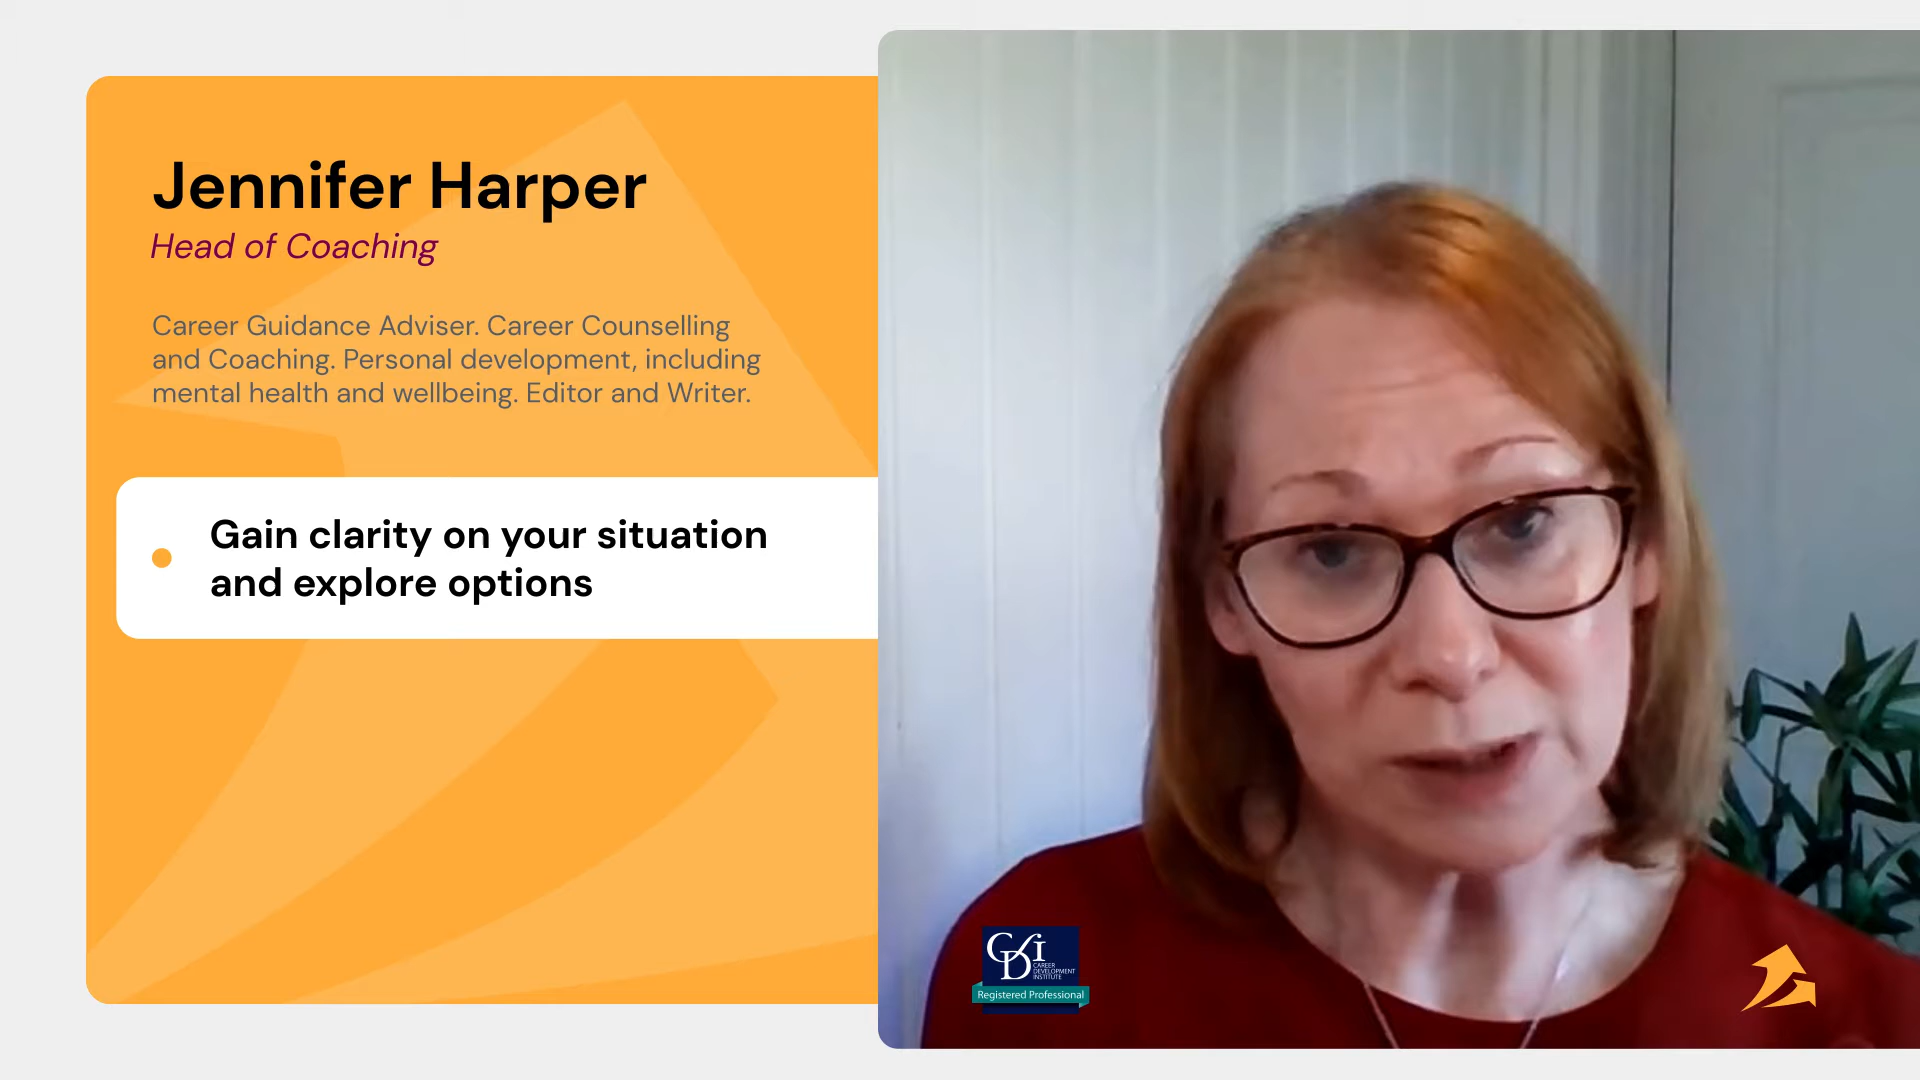 Jennifer Harper
Head of Coaching
Career Guidance Adviser. Career Counselling
and Coaching. Personal development, including
mental health and wellbeing. Editor and Writer.
Gain clarity on your situation
and explore options
CDI
CAREER
DEVELOPMENT
INSTITUTE
Registered Professional